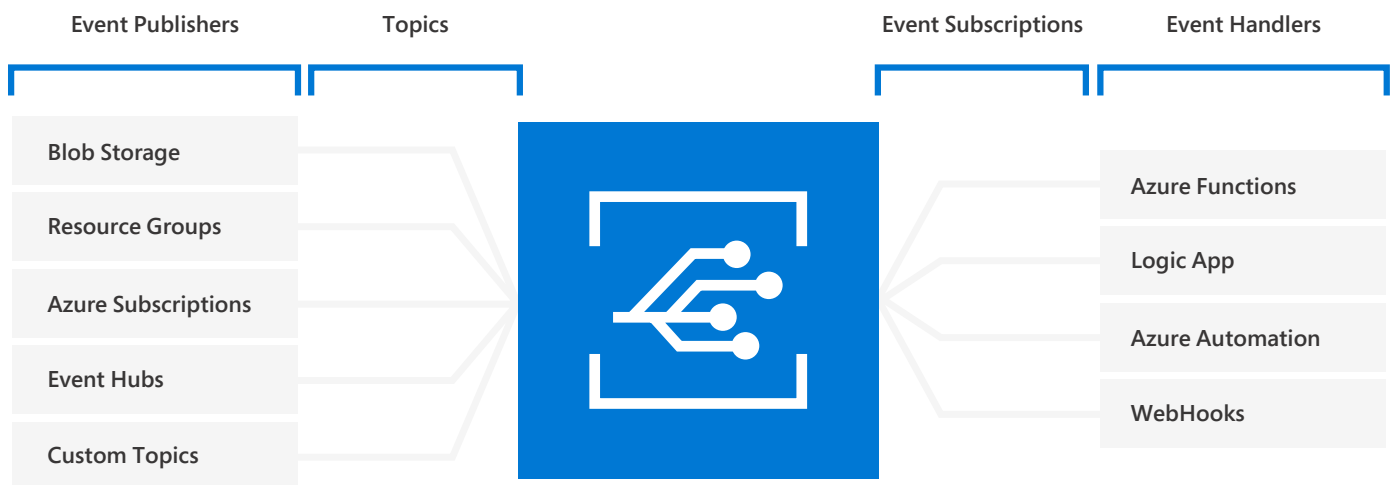 Event Publishers
Topics
Event Subscriptions
Event Handlers
Blob Storage
Resource Groups
Azure Subscriptions
Event Hubs
Custom Topics
Azure Functions
Logic App
Azure Automation
WebHooks